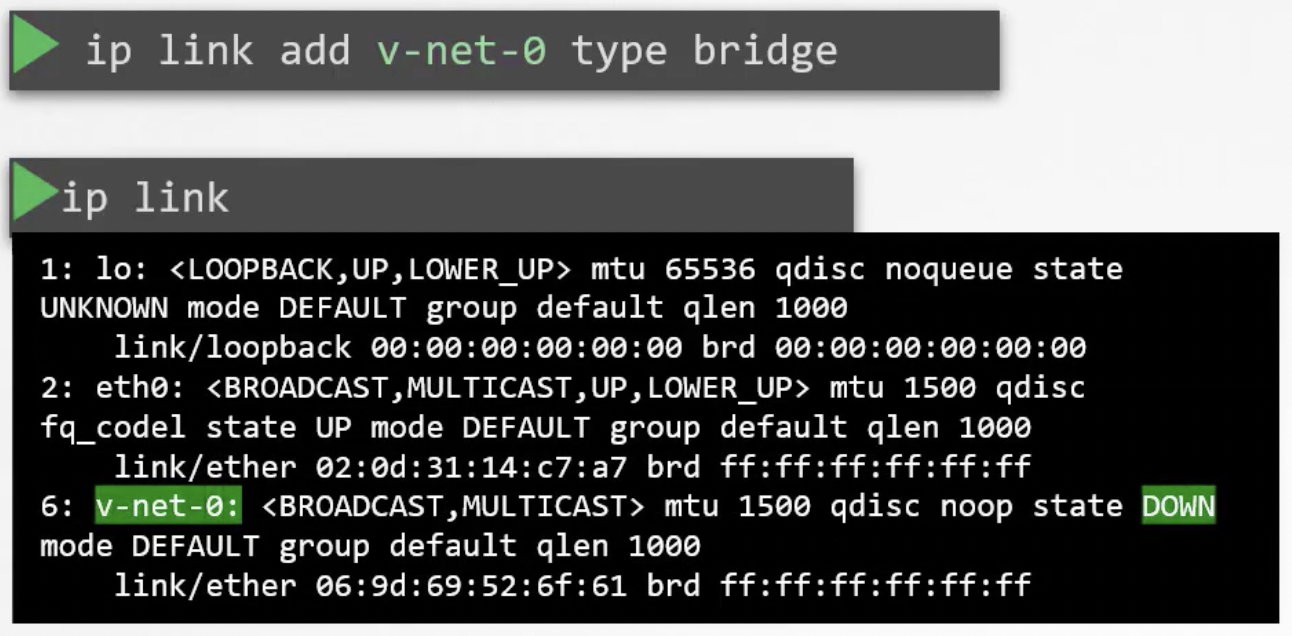 ip link add v-net-0 type bridge
ip link
1: lo: <LOOPBACK,UP,LOWER_UP> mtu 65536 qdisc noqueue state
UNKNOWN mode DEFAULT group default qlen 1000
link/loopback 00:00:00:00:00:00 brd 00:00:00:00:00:00
2: eth0: <BROADCAST,MULTICAST,UP,LOWER_UP> mtu 1500 qdisc
fq_codel state UP mode DEFAULT group default qlen 1000
link/ether 02:0d:31:14:c7:a7 brd ff:ff:ff:ff:ff:ff
6: v-net-0: <BROADCAST,MULTICAST> mtu 1500 qdisc noop state DOWN
mode DEFAULT group default qlen 1000
link/ether 06:9d:69:52:6f:61 brd ff:ff:ff:ff:ff:ff